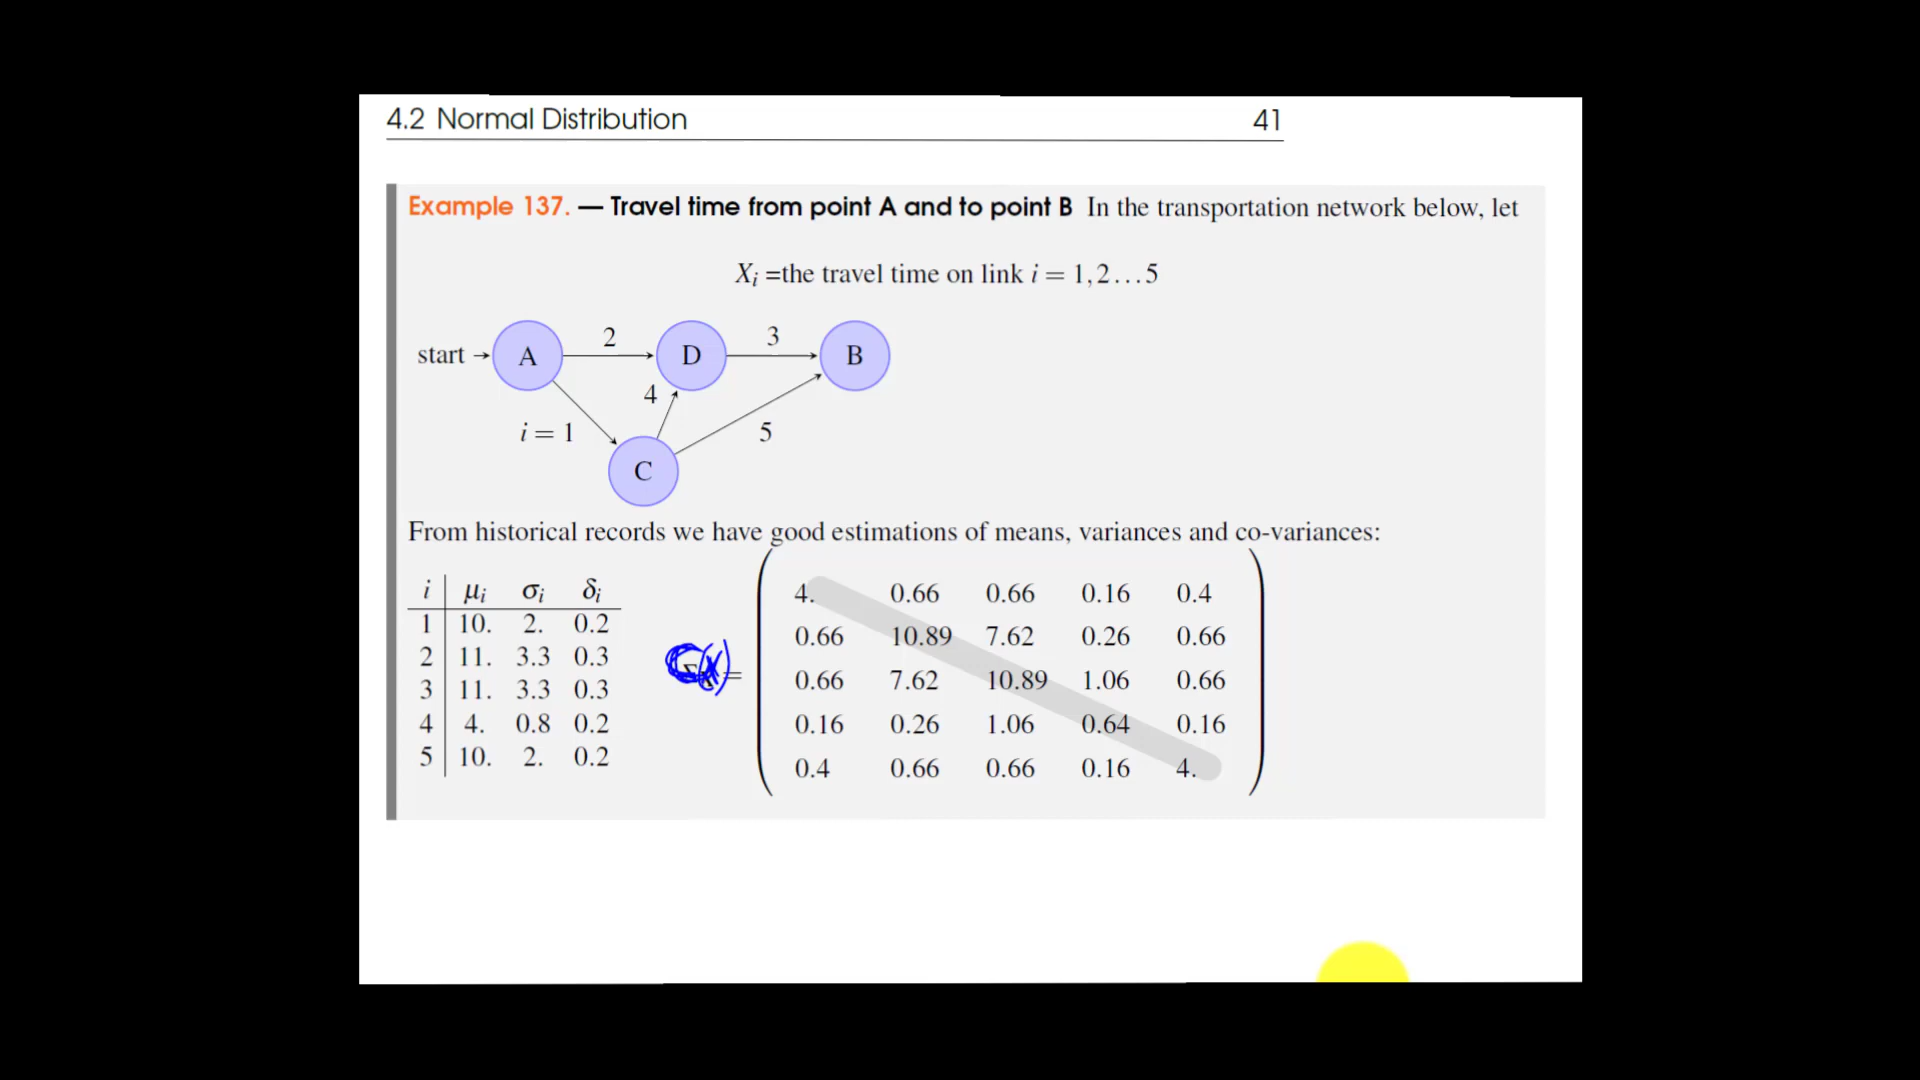 4.2 Normal Distribution 41
Example 137. — Travel time from point A and to point B In the transportation network below, let
Xᵢ =the travel time on link i = 1,2...5
start A 2 D 3 B
4
i = 1 5
C
From historical records we have good estimations of means, variances and co-variances:
i μᵢ σᵢ δᵢ
1 10. 2. 0.2
2 11. 3.3 0.3
3 11. 3.3 0.3
4 4. 0.8 0.2
5 10. 2. 0.2
=
4. 0.66 0.66 0.16 0.4
0.66 10.89 7.62 0.26 0.66
0.66 7.62 10.89 1.06 0.66
0.16 0.26 1.06 0.64 0.16
0.4 0.66 0.66 0.16 4.